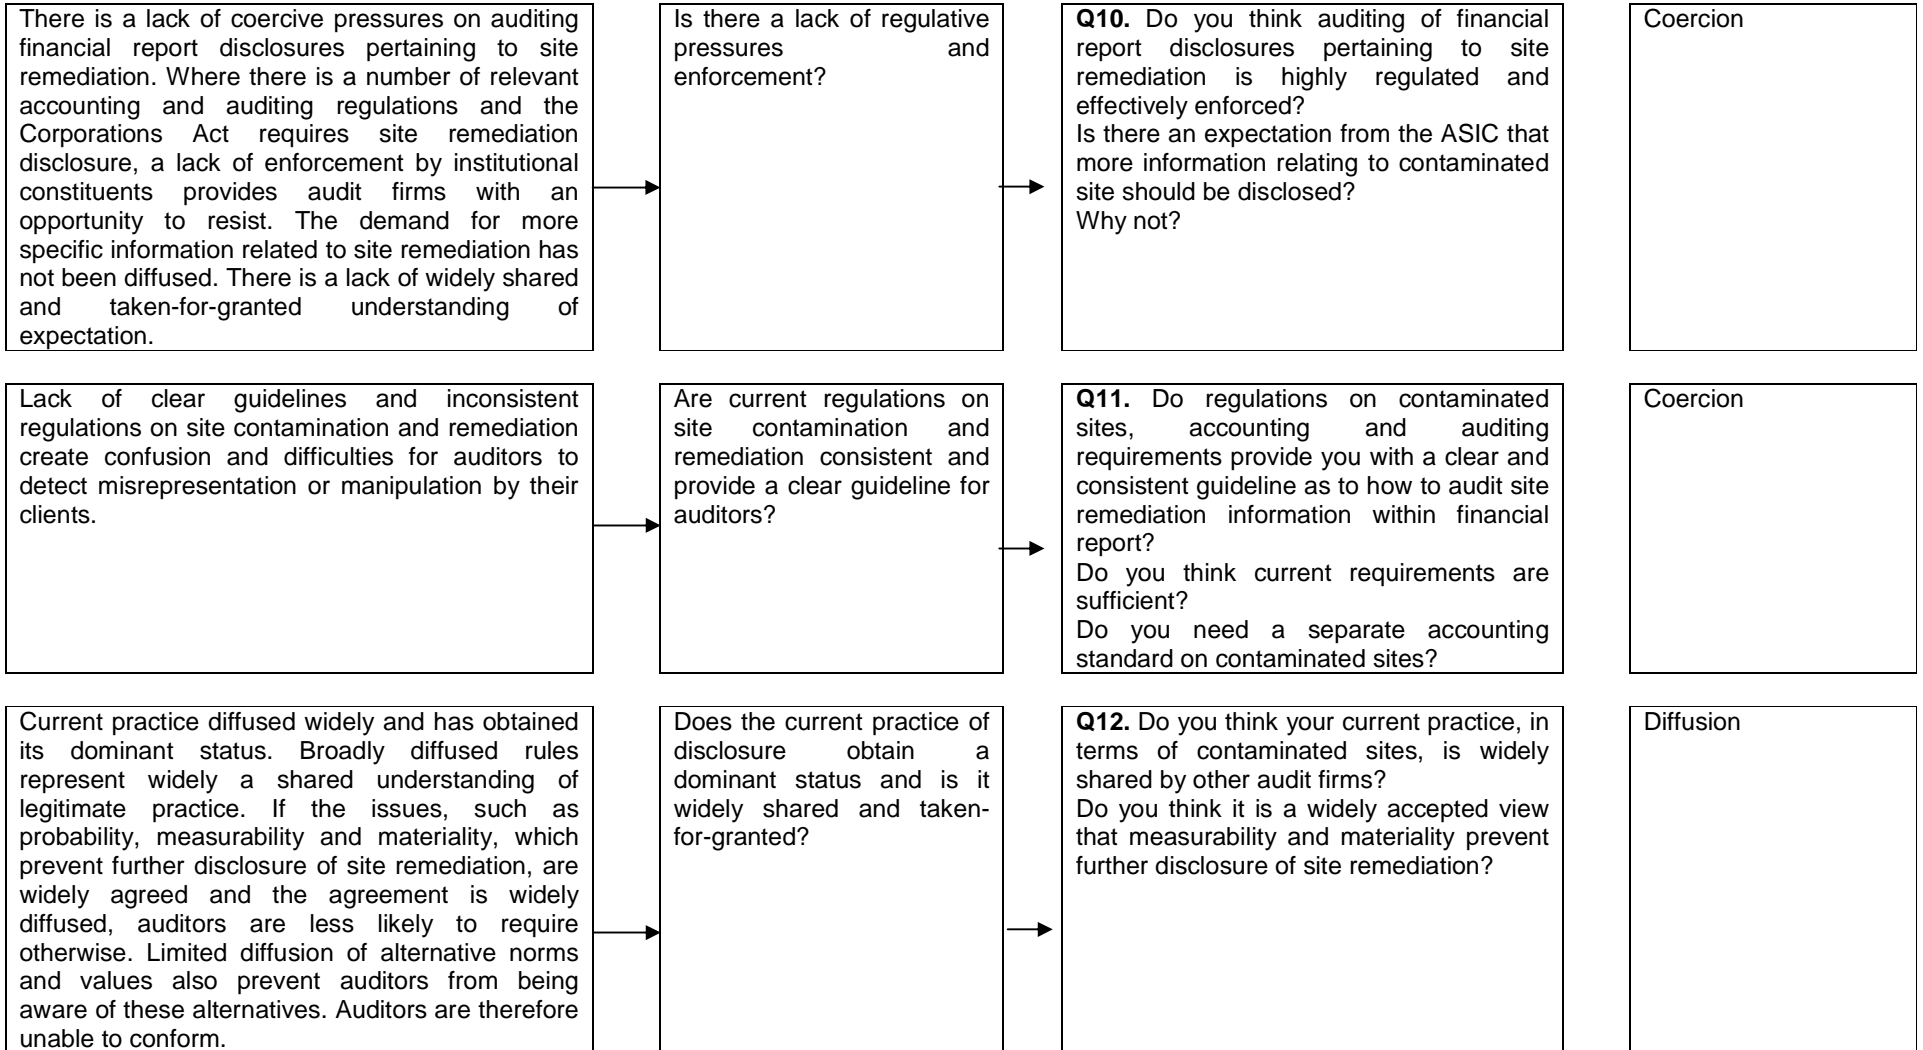 There is a lack of coercive pressures on auditing
financial report disclosures pertaining to site
remediation. Where there is a number of relevant
accounting and auditing regulations and the
Corporations Act requires site remediation
disclosure, a lack of enforcement by institutional
constituents provides audit firms with an
opportunity to resist. The demand for more
specific information related to site remediation has
not been diffused. There is a lack of widely shared
and taken-for-granted understanding of
expectation.
Is there a lack of regulative
pressures and
enforcement?
Q10. Do you think auditing of financial
report disclosures pertaining to site
remediation is highly regulated and
effectively enforced?
Is there an expectation from the ASIC that
more information relating to contaminated
site should be disclosed?
Why not?
Coercion
Lack of clear guidelines and inconsistent
regulations on site contamination and remediation
create confusion and difficulties for auditors to
detect misrepresentation or manipulation by their
clients.
Are current regulations on
site contamination and
remediation consistent and
provide a clear guideline for
auditors?
Q11. Do regulations on contaminated
sites, accounting and auditing
requirements provide you with a clear and
consistent guideline as to how to audit site
remediation information within financial
report?
Do you think current requirements are
sufficient?
Do you need a separate accounting
standard on contaminated sites?
Coercion
Current practice diffused widely and has obtained
its dominant status. Broadly diffused rules
represent widely a shared understanding of
legitimate practice. If the issues, such as
probability, measurability and materiality, which
prevent further disclosure of site remediation, are
widely agreed and the agreement is widely
diffused, auditors are less likely to require
otherwise. Limited diffusion of alternative norms
and values also prevent auditors from being
aware of these alternatives. Auditors are therefore
unable to conform.
Does the current practice of
disclosure obtain a
dominant status and is it
widely shared and taken-
for-granted?
Q12. Do you think your current practice, in
terms of contaminated sites, is widely
shared by other audit firms?
Do you think it is a widely accepted view
that measurability and materiality prevent
further disclosure of site remediation?
Diffusion